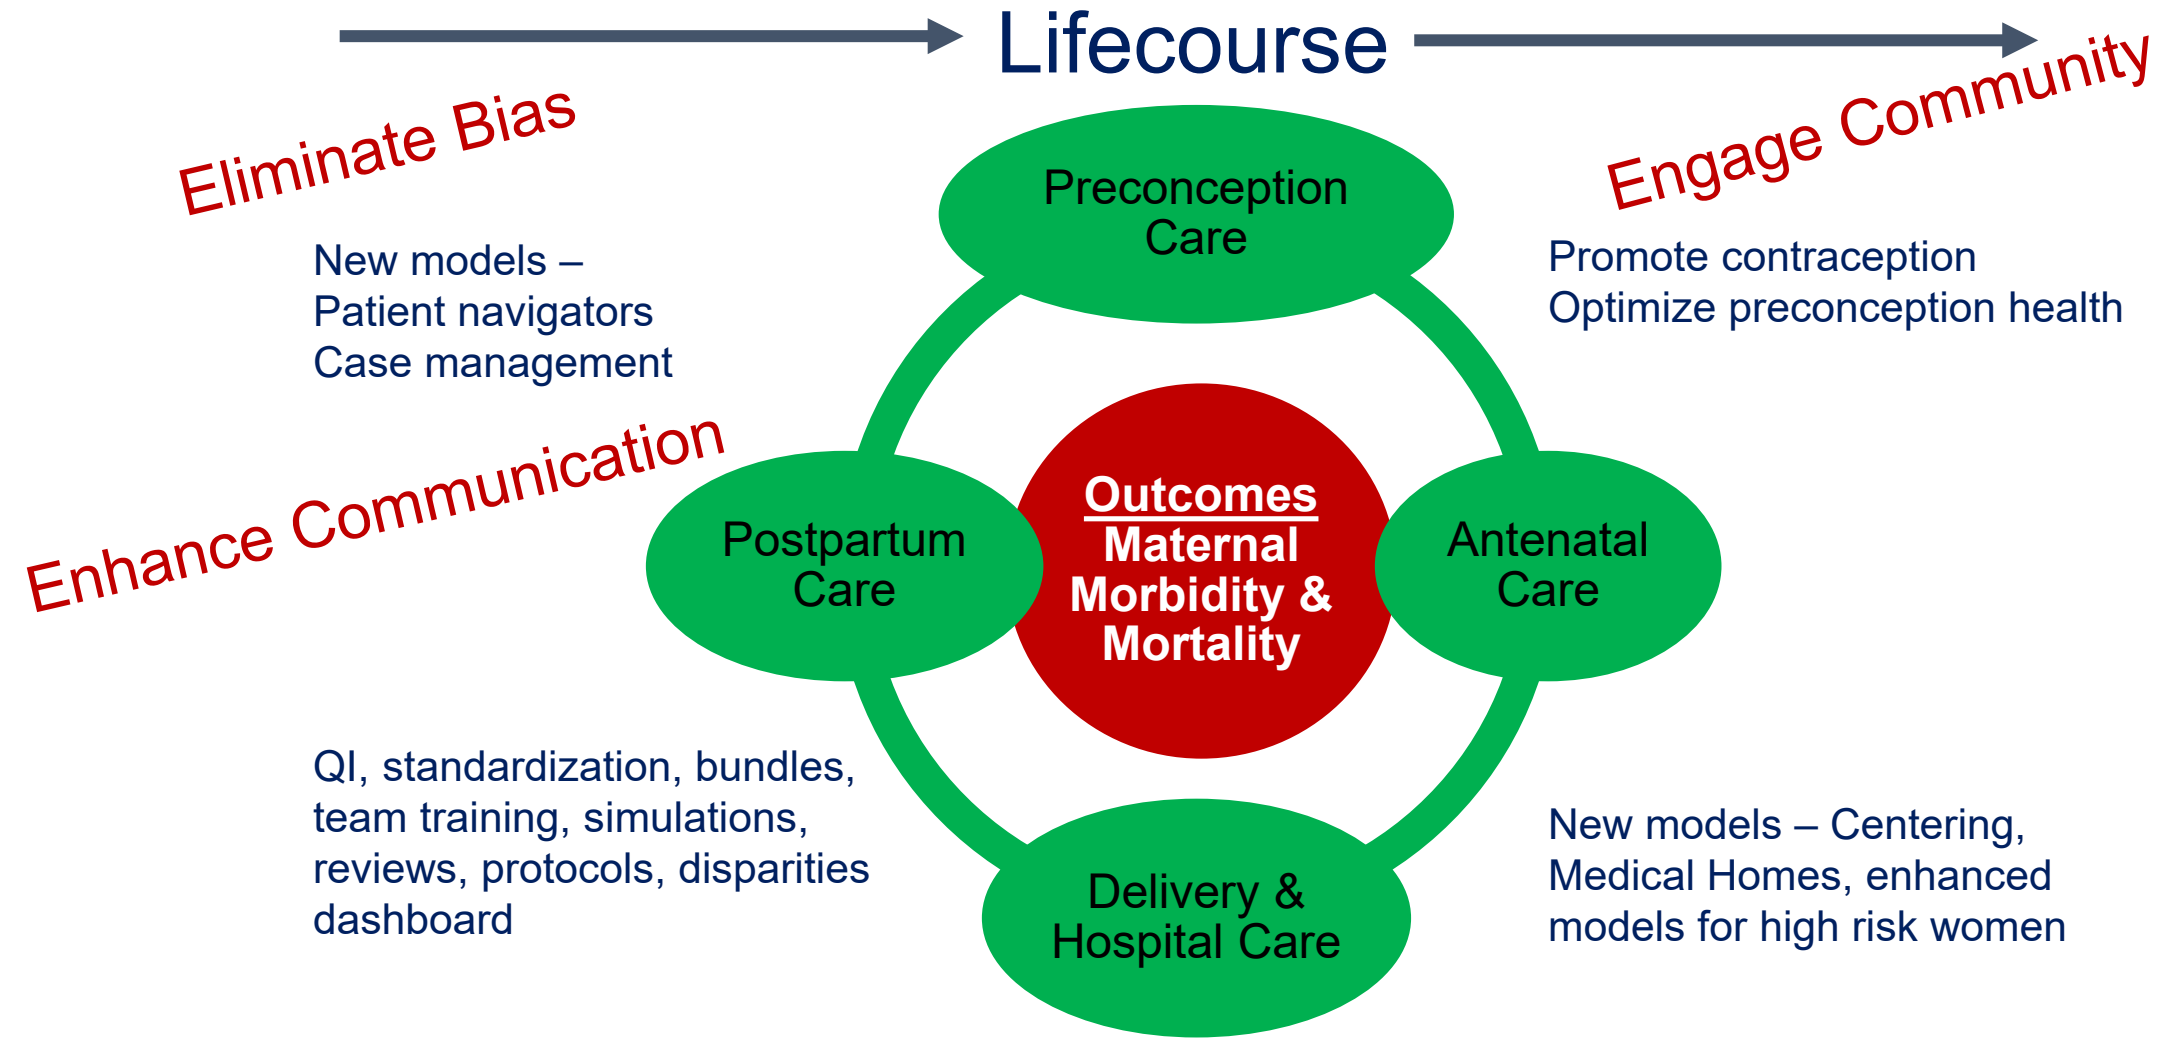 Lifecourse
Eliminate Bias
Engage Community
Preconception
Care
New models –
Patient navigators
Case management
Promote contraception
Optimize preconception health
Enhance Communication
Postpartum
Care
Outcomes
Maternal
Morbidity &
Mortality
Antenatal
Care
QI, standardization, bundles,
team training, simulations,
reviews, protocols, disparities
dashboard
Delivery &
Hospital Care
New models – Centering,
Medical Homes, enhanced
models for high risk women